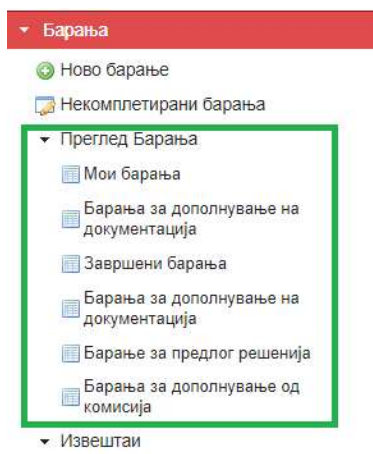 Барања
Ново барање
Некомплетирани барања
Преглед Барања
Мои барања
Барања за дополнување на
документација
Завршени барања
Барања за дополнување на
документација
Барање за предлог решенија
Барања за дополнување од
комисија
Извештаи